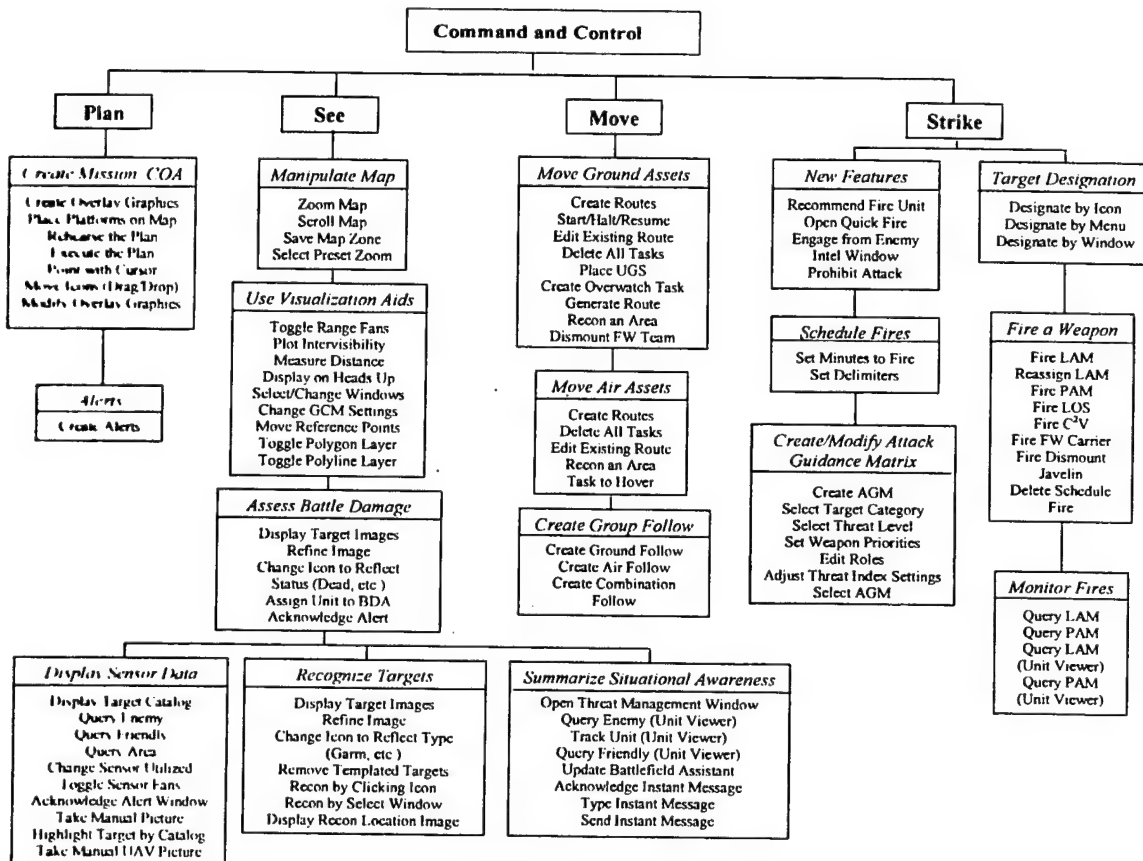 Command and Control
Plan
Create Mission COA
Create Overlay Graphics
Place Platforms on Map
Rehearse the Plan
Execute the Plan
Point with Cursor
Move Icons (Drag/Drop)
Modify Overlay Graphics
Alerts
Create Alerts
See
Manipulate Map
Zoom Map
Scroll Map
Save Map Zone
Select Preset Zoom
Use Visualization Aids
Toggle Range Fans
Plot Intervisibility
Measure Distance
Display on Heads Up
Select/Change Windows
Change GCM Settings
Move Reference Points
Toggle Polygon Layer
Toggle Polyline Layer
Assess Battle Damage
Display Target Images
Refine Image
Change Icon to Reflect
Status (Dead, etc )
Assign Unit to BDA
Acknowledge Alert
Display Sensor Data
Display Target Catalog
Query Enemy
Query Friendly
Query Area
Change Sensor Utilized
Toggle Sensor Fans
Acknowledge Alert Window
Take Manual Picture
Highlight Target by Catalog
Take Manual UAV Picture
Recognize Targets
Display Target Images
Refine Image
Change Icon to Reflect Type
(Garm, etc )
Remove Templated Targets
Recon by Clicking Icon
Recon by Select Window
Display Recon Location Image
Summarize Situational Awareness
Open Threat Management Window
Query Enemy (Unit Viewer)
Track Unit (Unit Viewer)
Query Friendly (Unit Viewer)
Update Battlefield Assistant
Acknowledge Instant Message
Type Instant Message
Send Instant Message
Move
Move Ground Assets
Create Routes
Start/Halt/Resume
Edit Existing Route
Delete All Tasks
Place UGS
Create Overwatch Task
Generate Route
Recon an Area
Dismount FW Team
Move Air Assets
Create Routes
Delete All Tasks
Edit Existing Route
Recon an Area
Task to Hover
Create Group Follow
Create Ground Follow
Create Air Follow
Create Combination
Follow
Strike
New Features
Recommend Fire Unit
Open Quick Fire
Engage from Enemy
Intel Window
Prohibit Attack
Schedule Fires
Set Minutes to Fire
Set Delimiters
Create/Modify Attack
Guidance Matrix
Create AGM
Select Target Category
Select Threat Level
Set Weapon Priorities
Edit Roles
Adjust Threat Index Settings
Select AGM
Target Designation
Designate by Icon
Designate by Menu
Designate by Window
Fire a Weapon
Fire LAM
Reassign LAM
Fire PAM
Fire LOS
Fire C²V
Fire FW Carrier
Fire Dismount
Javelin
Delete Schedule
Fire
Monitor Fires
Query LAM
Query PAM
Query LAM
(Unit Viewer)
Query PAM
(Unit Viewer)